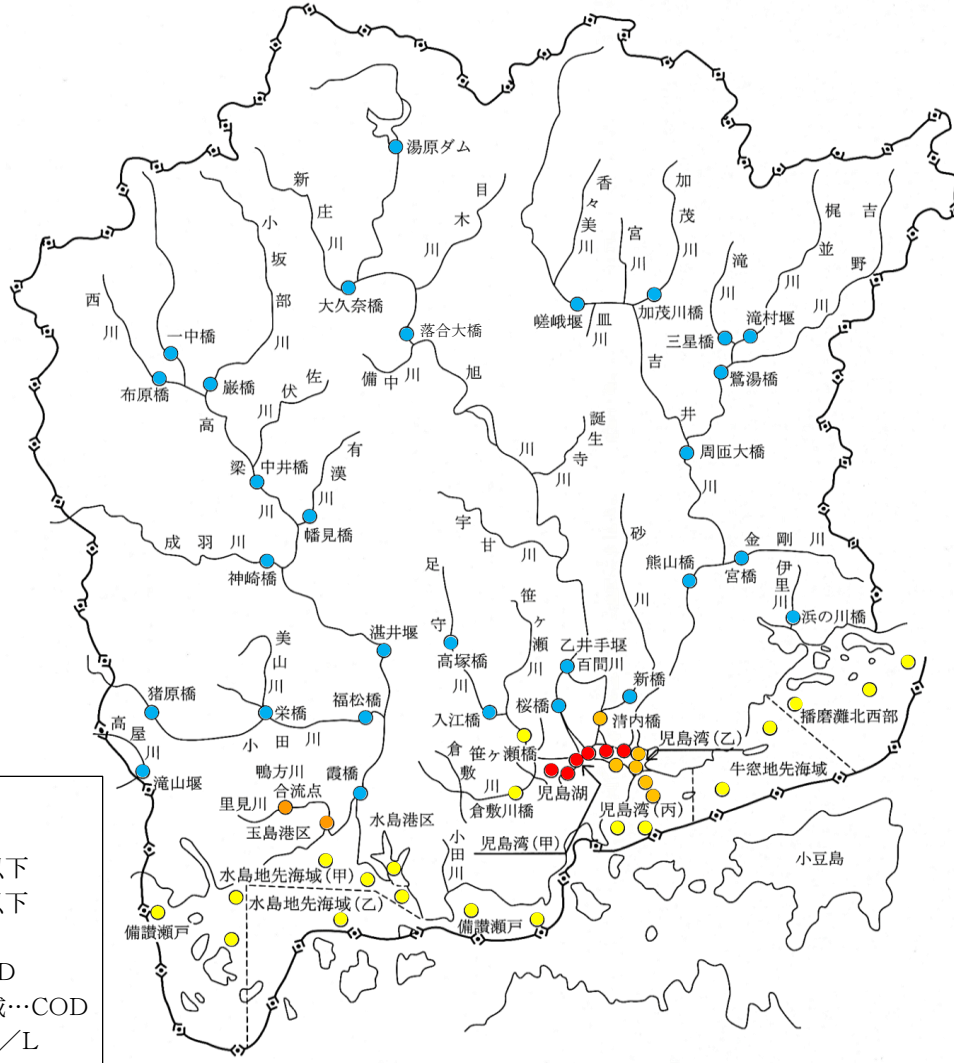 湯原ダム
新庄川
目木川
香々美川
加茂川
宮川
梶並川
吉野川
滝川
小坂部川
西川
大久奈橋
嵯峨堰
皿川
加茂川橋
三星橋
滝村堰
一中橋
落合大橋
布原橋
巌橋
備中川
旭川
鷺湯橋
吉井川
佐伏川
高梁川
中井橋
有漢川
誕生寺川
周匝大橋
幡見橋
宇甘川
砂川
成羽川
神崎橋
金剛川
熊山橋
宮橋
伊里川
浜の川橋
足守川
笹ヶ瀬川
美山川
湛井堰
高塚橋
乙井手堰
百間川
新橋
猪原橋
栄橋
福松橋
入江橋
桜橋
清内橋
播磨灘北西部
高屋川
小田川
児島湾(乙)
滝山堰
鴨方川
合流点
霞橋
倉敷川
笹ヶ瀬橋
児島湖
牛窓地先海域
里見川
玉島港区
水島港区
倉敷川橋
児島湾(丙)
小田川
児島湾(甲)
小豆島
水島地先海域(甲)
水島地先海域(乙)
備讃瀬戸
備讃瀬戸
以下
以下
D
域…COD
/L